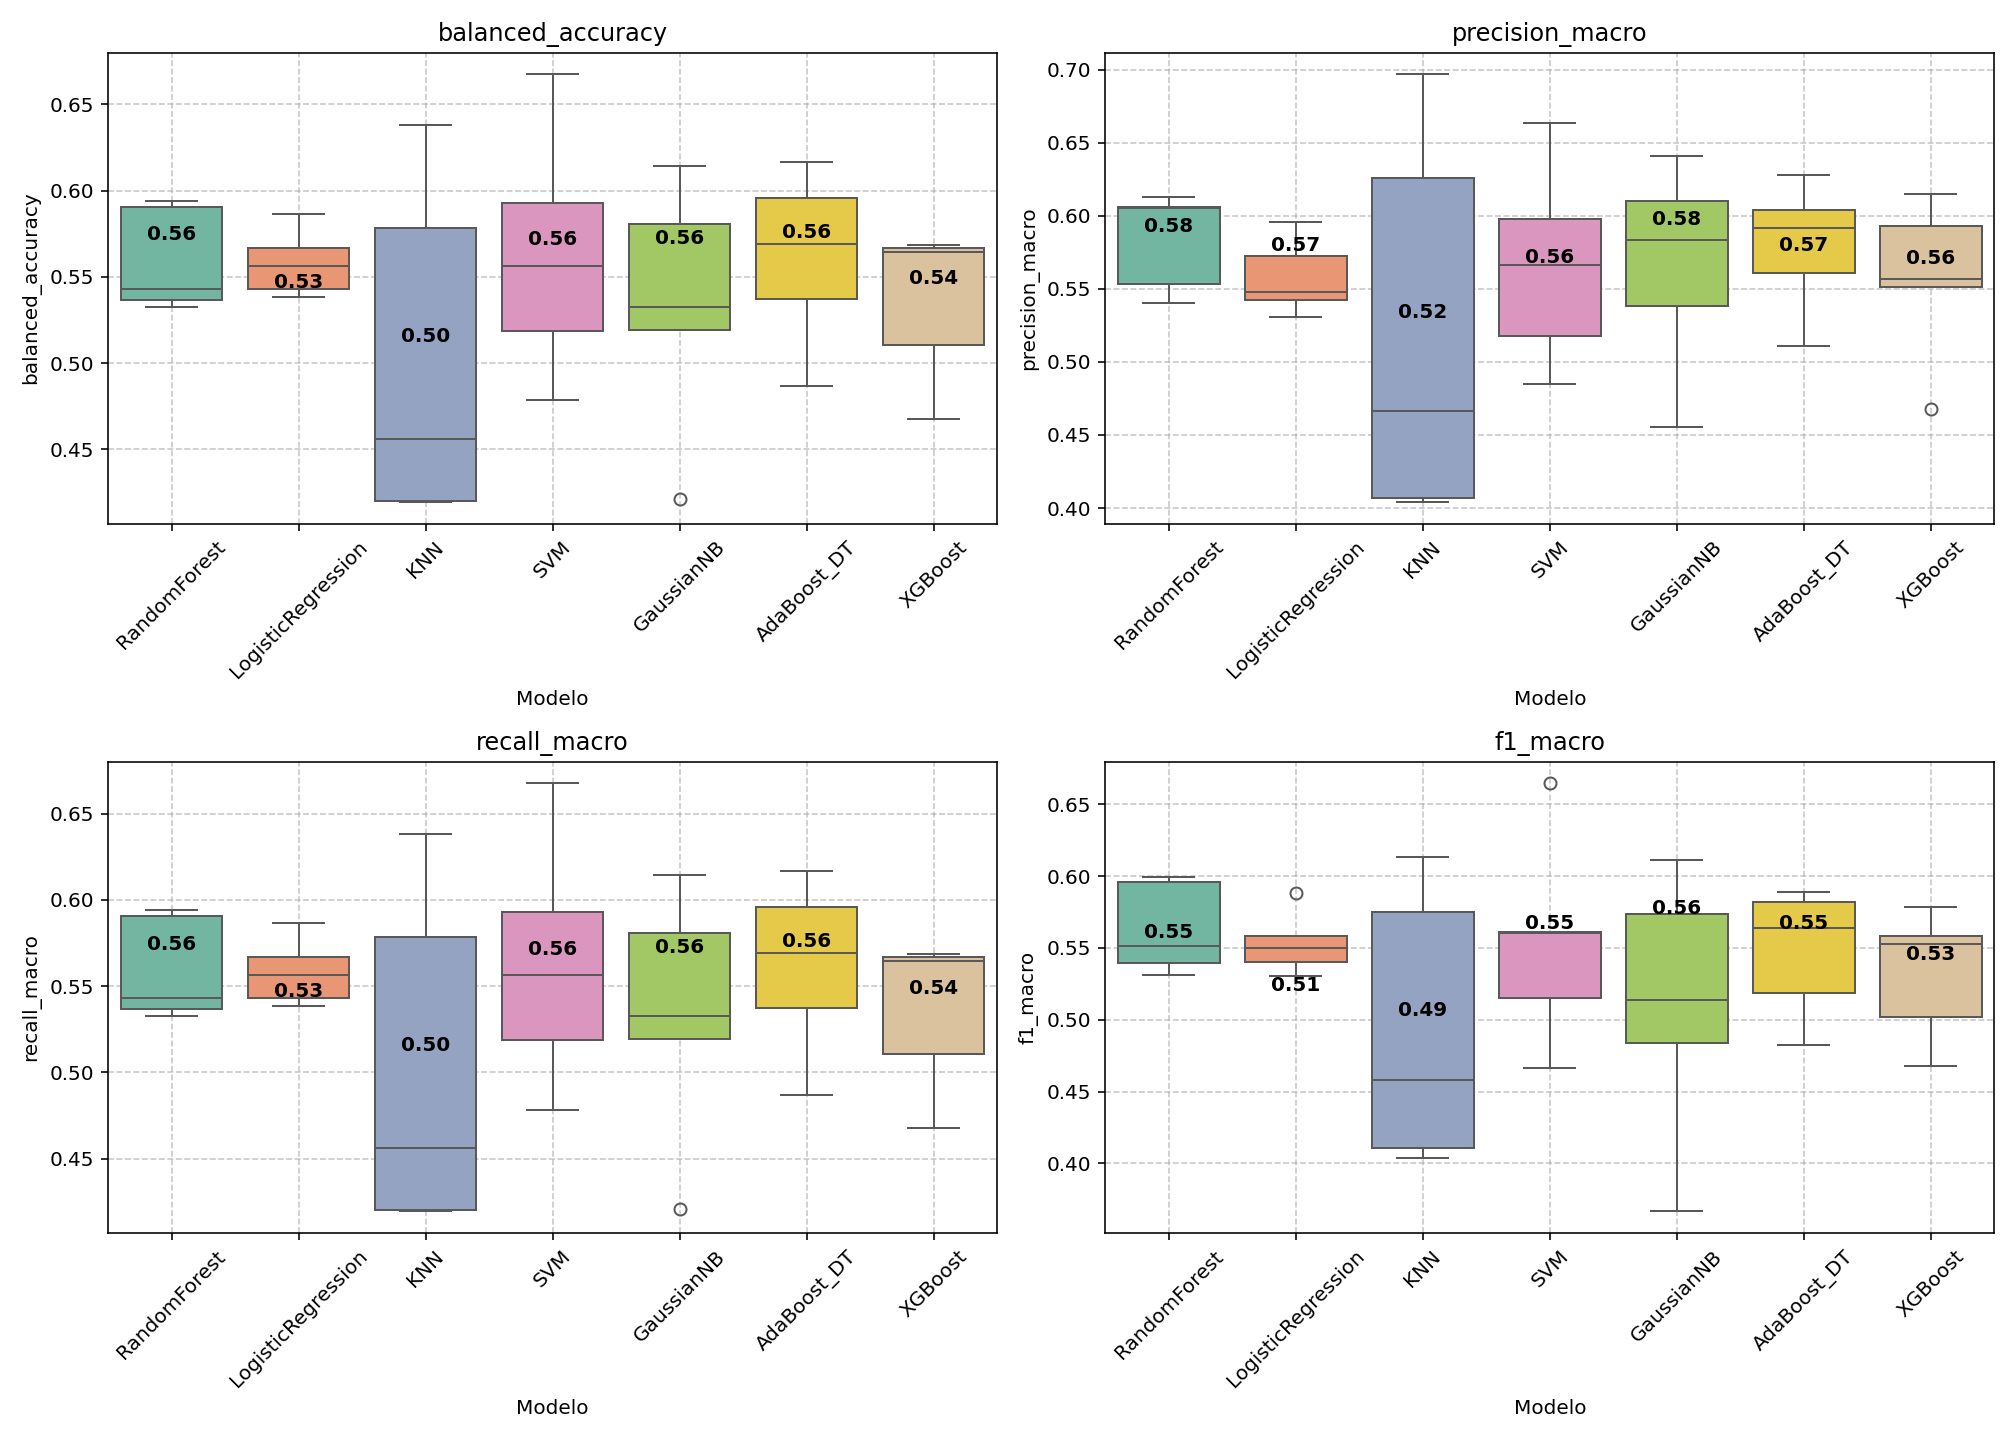 balanced_accuracy
balanced_accuracy
0.65
0.60
0.55
0.50
0.45
0.56
0.53
0.50
0.56
0.56
0.56
0.54
RandomForest
LogisticRegression
KNN
SVM
GaussianNB
AdaBoost_DT
XGBoost
Modelo
precision_macro
precision_macro
0.70
0.65
0.60
0.55
0.50
0.45
0.40
0.58
0.57
0.52
0.56
0.58
0.57
0.56
RandomForest
LogisticRegression
KNN
SVM
GaussianNB
AdaBoost_DT
XGBoost
Modelo
recall_macro
recall_macro
0.65
0.60
0.55
0.50
0.45
0.56
0.53
0.50
0.56
0.56
0.56
0.54
RandomForest
LogisticRegression
KNN
SVM
GaussianNB
AdaBoost_DT
XGBoost
Modelo
f1_macro
f1_macro
0.65
0.60
0.55
0.50
0.45
0.40
0.55
0.51
0.49
0.55
0.56
0.55
0.53
RandomForest
LogisticRegression
KNN
SVM
GaussianNB
AdaBoost_DT
XGBoost
Modelo